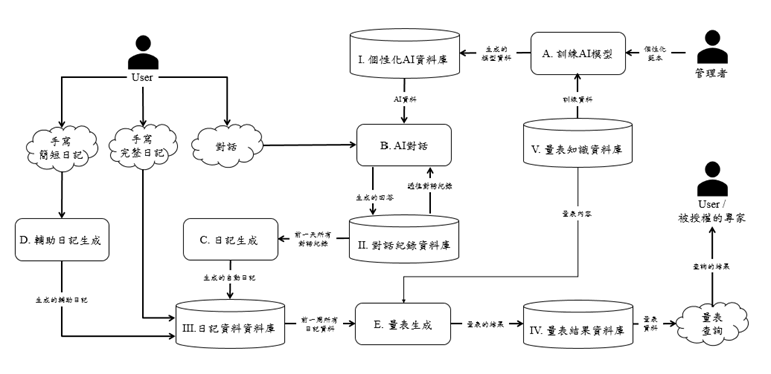 User
I. 個性化AI資料庫
生成的
模型資料
A. 訓練AI模型
個性化
範本
管理者
AI資料
訓練資料
手寫
簡短日記
手寫
完整日記
對話
B. AI對話
V. 量表知識資料庫
生成的回答
過往對話紀錄
量表內容
User /
被授權的專家
D. 輔助日記生成
C. 日記生成
前一天所有
對話紀錄
II. 對話紀錄資料庫
查詢的結果
生成的自動日記
生成的輔助日記
III.日記資料資料庫
前一周所有
日記資料
E. 量表生成
量表的結果
IV. 量表結果資料庫
量表
資料
量表
查詢